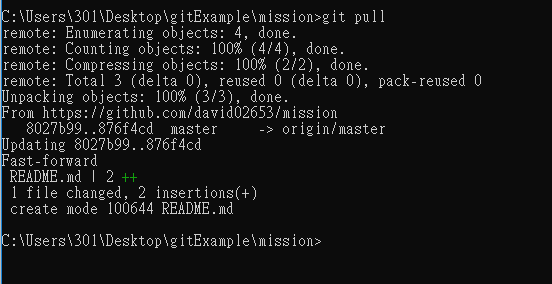 C:\Users\301\Desktop\gitExample\mission>git pull
remote: Enumerating objects: 4, done.
remote: Counting objects: 100% (4/4), done.
remote: Compressing objects: 100% (2/2), done.
remote: Total 3 (delta 0), reused 0 (delta 0), pack-reused 0
Unpacking objects: 100% (3/3), done.
From https://github.com/david02653/mission
   8027b99..876f4cd  master     -> origin/master
Updating 8027b99..876f4cd
Fast-forward
 README.md | 2 ++
 1 file changed, 2 insertions(+)
 create mode 100644 README.md
C:\Users\301\Desktop\gitExample\mission>